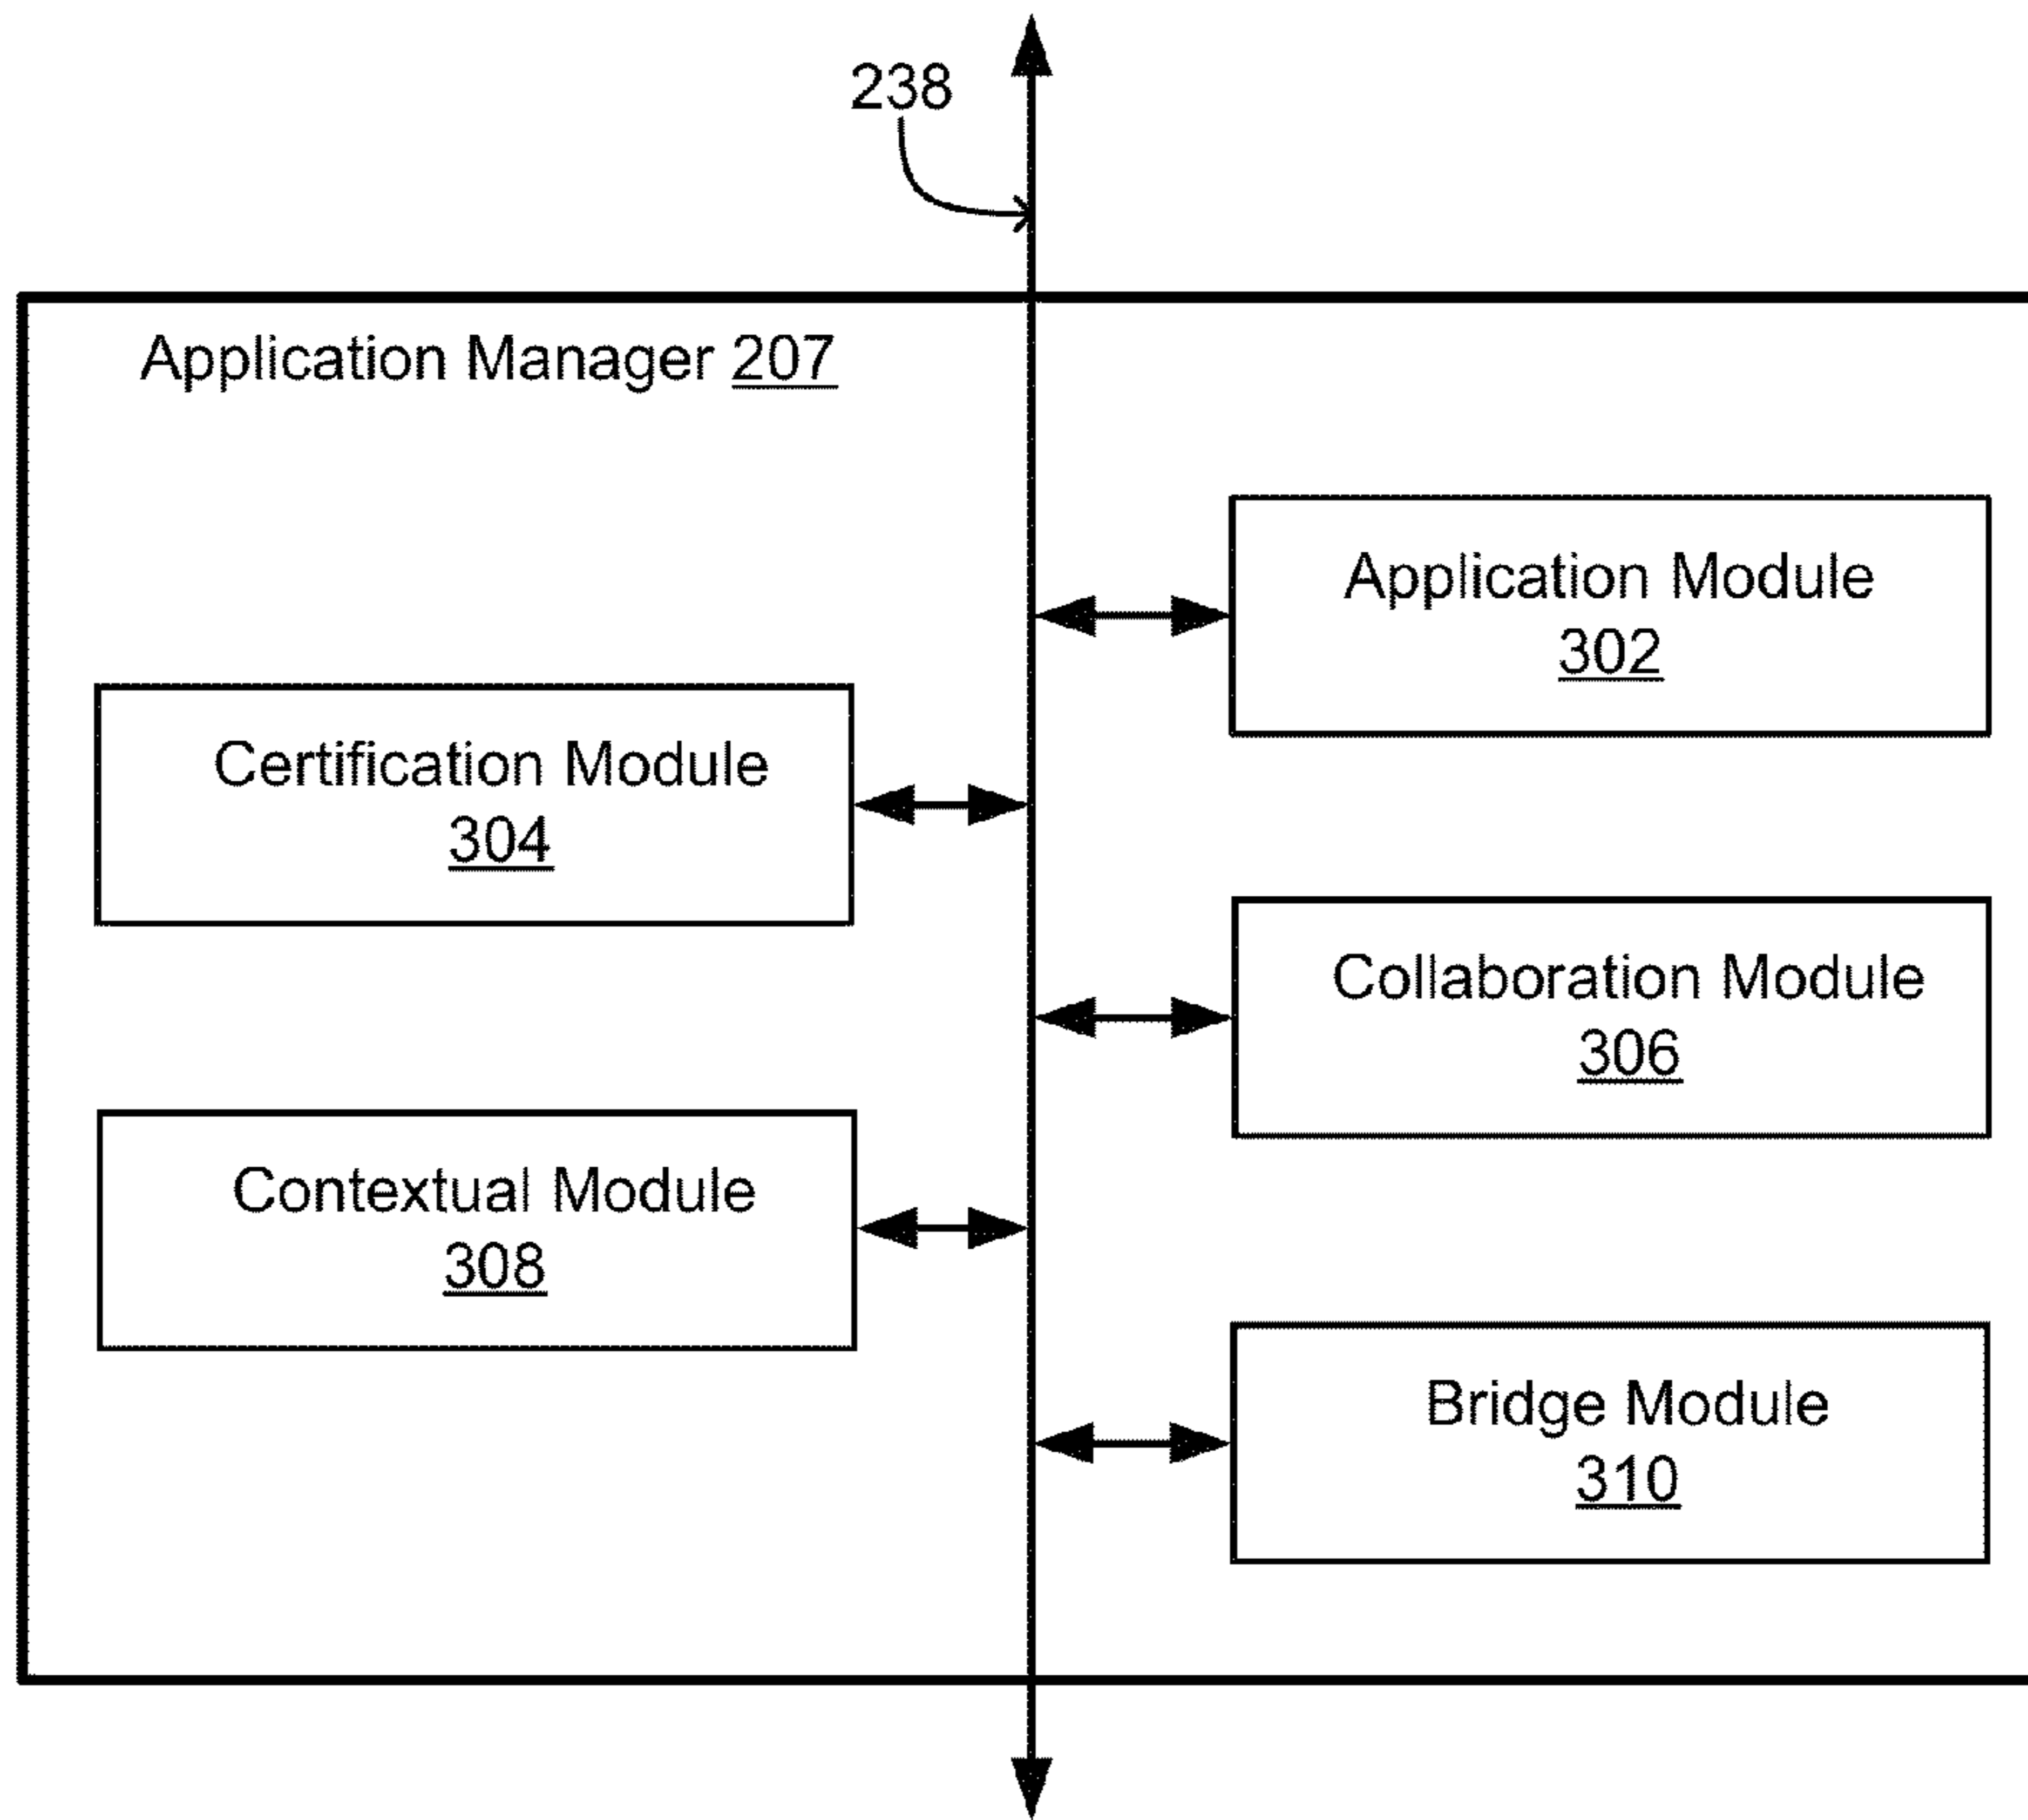 238
Application Manager 207
Application Module
302
Certification Module
304
Collaboration Module
306
Contextual Module
308
Bridge Module
310